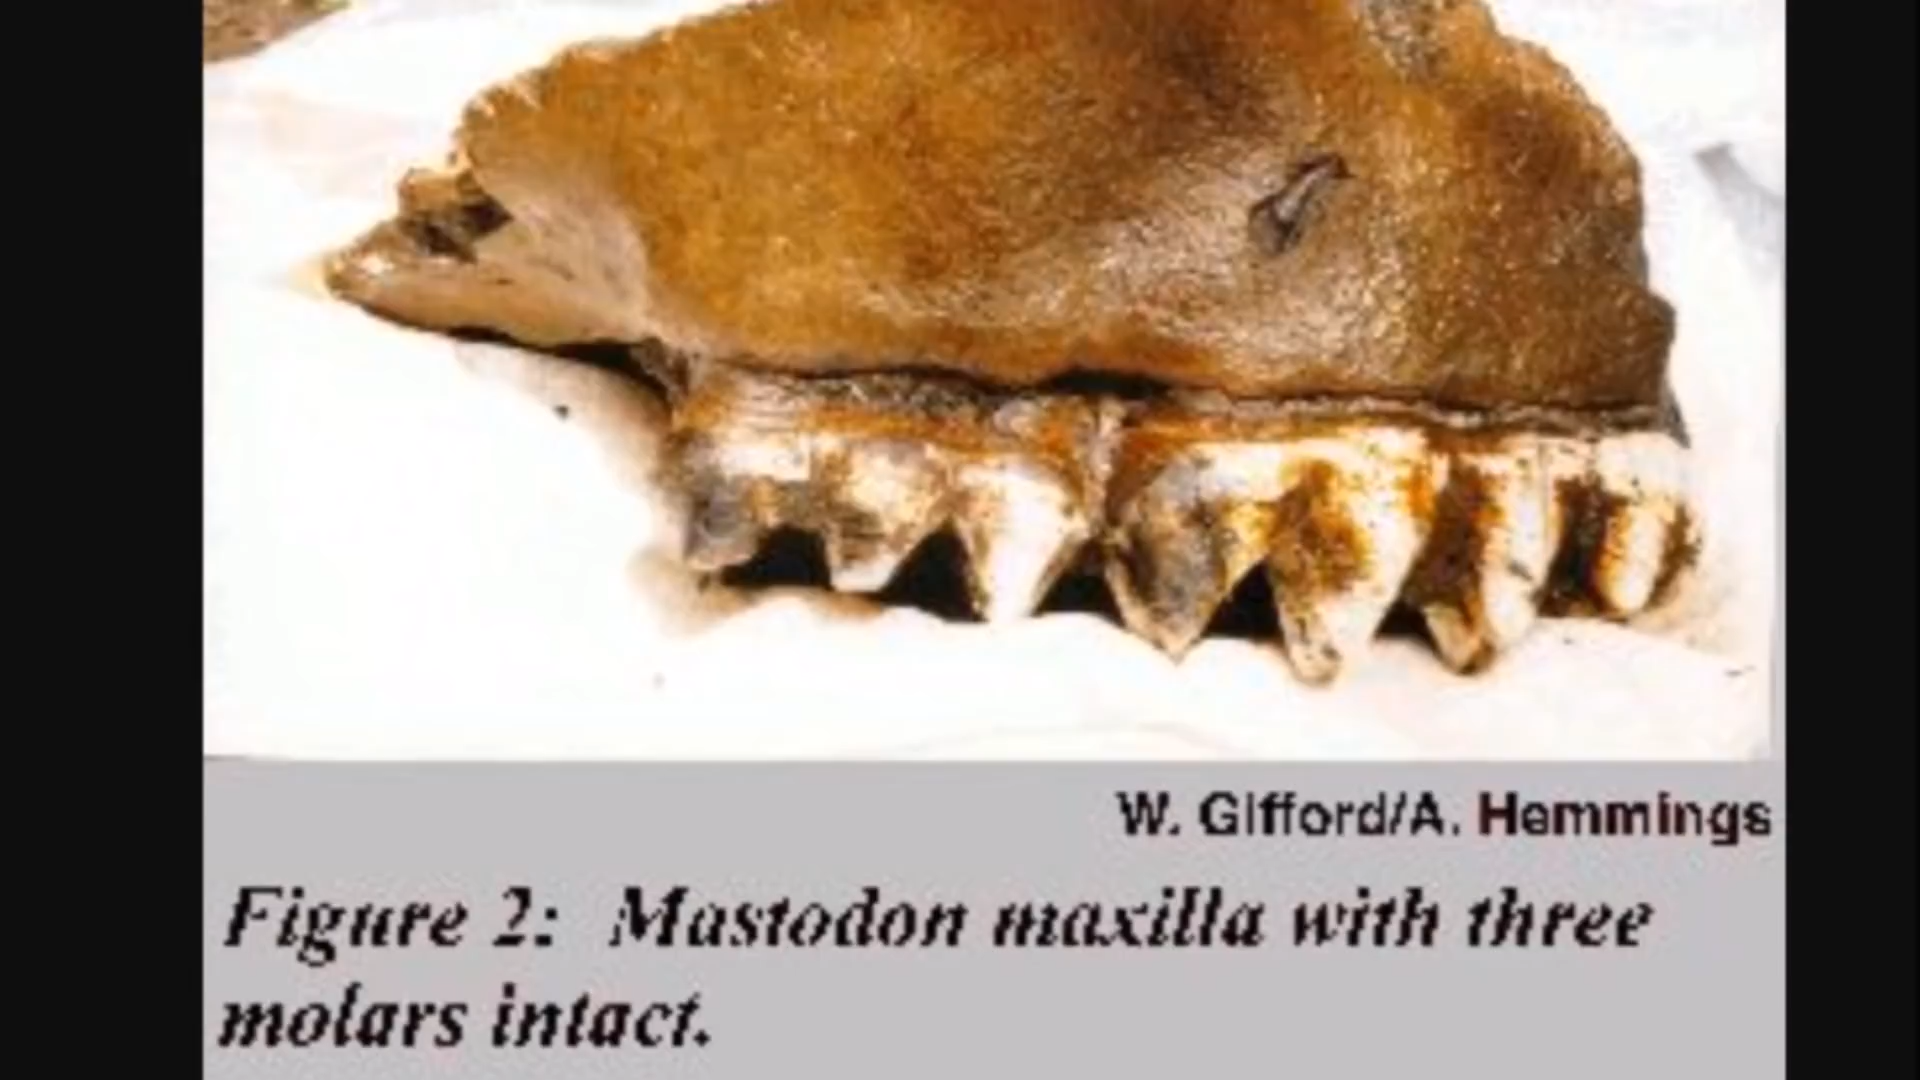 W. Gifford/A. Hemmings
Figure 2: Mastodon maxilla with three
molars intact.